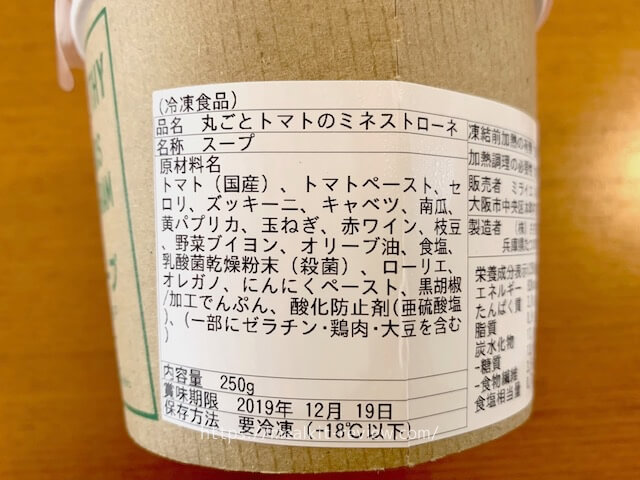 (冷凍食品)
品名 丸ごとトマトのミネストローネ
名称 スープ
原材料名
トマト(国産)、トマトペースト、セ
ロリ、ズッキーニ、キャベツ、南瓜、
黄パプリカ、玉ねぎ、赤ワイン、枝豆
、野菜ブイヨン、オリーブ油、食塩、
乳酸菌乾燥粉末(殺菌)、ローリエ、
オレガノ、にんにくペースト、黒胡椒
/加工でんぷん、酸化防止剤(亜硫酸塩
)、(一部にゼラチン・鶏肉・大豆を含む
)
内容量 250g
賞味期限 2019年 12月 19日
保存方法 要冷凍(-18℃以下)
凍結前加熱の有無
加熱調理の必要性
販売者
大阪市中央区
製造者 (株)
兵庫県
栄養成分表示
エネルギー
たんぱく質
脂質
炭水化物
-糖質
-食物繊維
食塩相当量